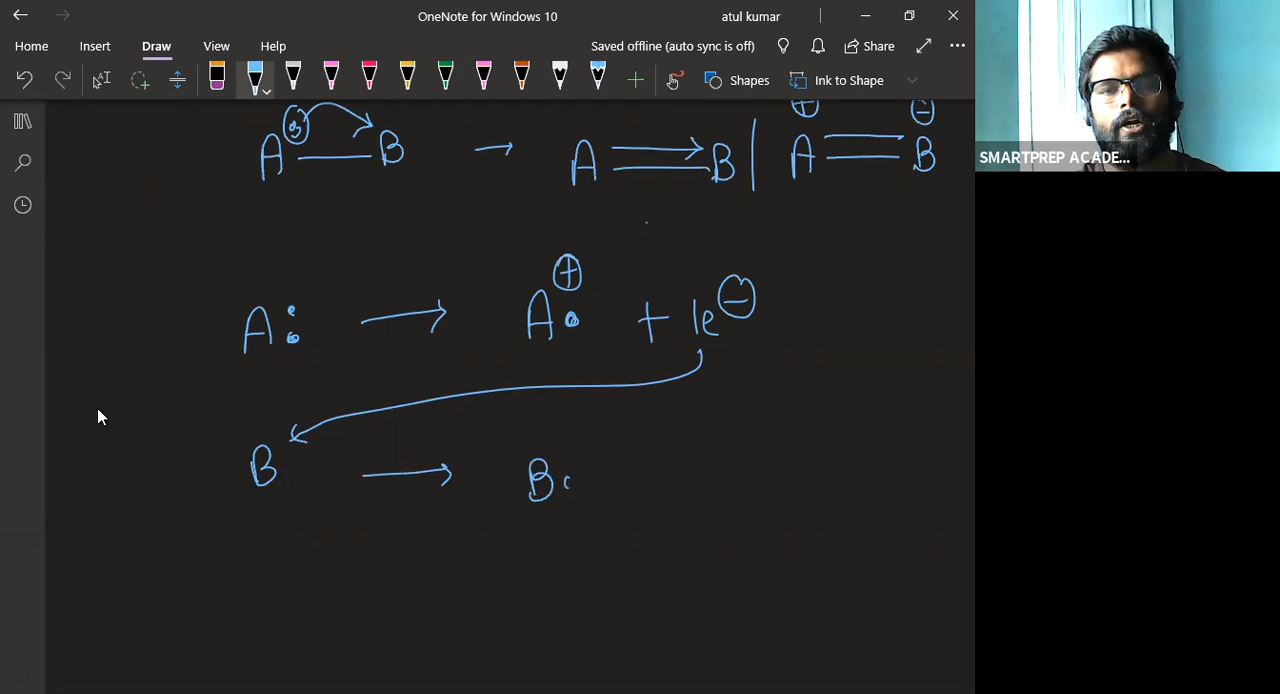 OneNote for Windows 10
atul kumar
Home Insert Draw View Help
Saved offline (auto sync is off)
Share
Shapes
Ink to Shape
SMARTPREP ACADE...
A : — B → A ⇒ B | A⊕ = B⊖
A: → A•⊕ + 1e⊖
B → B•